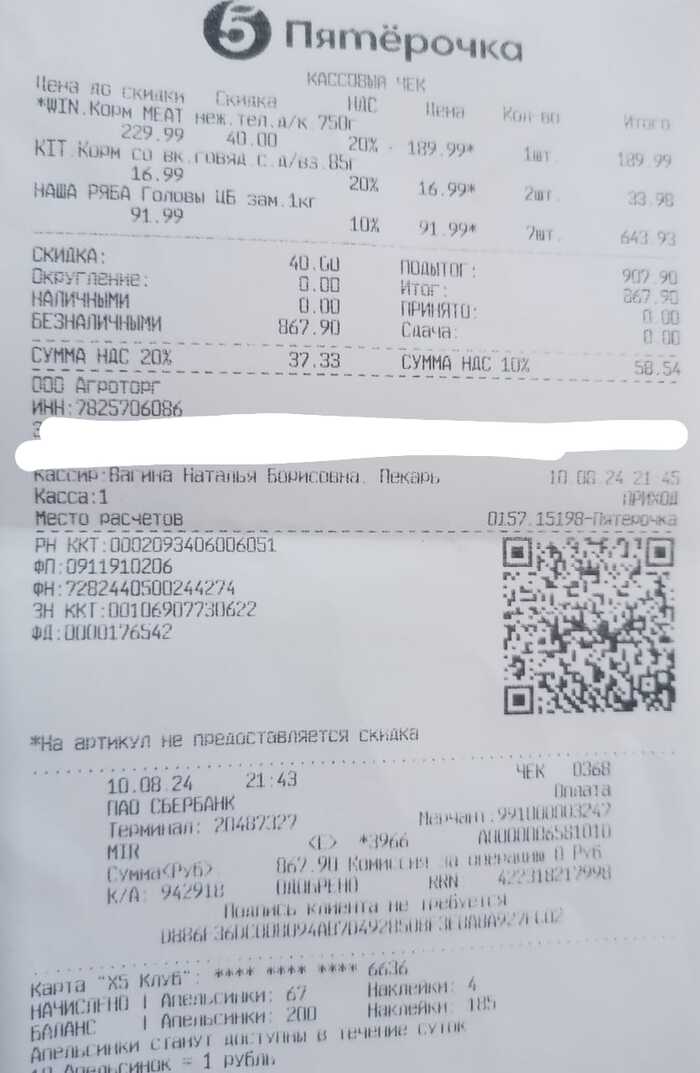 5 Пятёрочка
КАССОВЫЙ ЧЕК
Цена до скидки Скидка НДС Цена Кол-во Итого
*WIN.Корм MEAT неж.тел.д/к.750г
229.99 40.00 20% 189.99* 1шт. 189.99
KIT.Корм со вк.говяд.с.д/вз.85г
16.99 20% 16.99* 2шт. 33.98
НАША РЯБА Головы ЦБ зам.1кг
91.99 10% 91.99* 7шт. 643.93
СКИДКА: 40.00 ПОДЫТОГ: 907.90
Округление: 0.00 Итог: 867.90
НАЛИЧНЫМИ 0.00 ПРИНЯТО: 0.00
БЕЗНАЛИЧНЫМИ 867.90 Сдача: 0.00
СУММА НДС 20% 37.33 СУММА НДС 10% 58.54
ООО Агроторг
ИНН:7825706086
Кассир:Вагина Наталья Борисовна, Пекарь 10.08.24 21:45
Касса:1 ПРИХОД
Место расчетов 0157.15198-Пятерочка
РН ККТ:0002093406006051
ФП:0911910206
ФН:7282440500244274
ЗН ККТ:00106907730622
ФД:0000176542
*На артикул не предоставляется скидка
10.08.24 21:43 ЧЕК 0368
ПАО СБЕРБАНК Оплата
Терминал: 20487327 Мерчант:991000003247
MIR <E> *3966 A0000006581010
Сумма<Руб> 867.90 Комиссия за операцию 0 Руб
К/А: 942918 ОДОБРЕНО RRN 422318217998
Подпись клиента не требуется
Карта "X5 Клуб": **** **** **** 6636
НАЧИСЛЕНО | Апельсинки: 67 Наклейки: 4
БАЛАНС | Апельсинки: 200 Наклейки: 185
Апельсинки станут доступны в течение суток
10 Апельсинок = 1 рубль